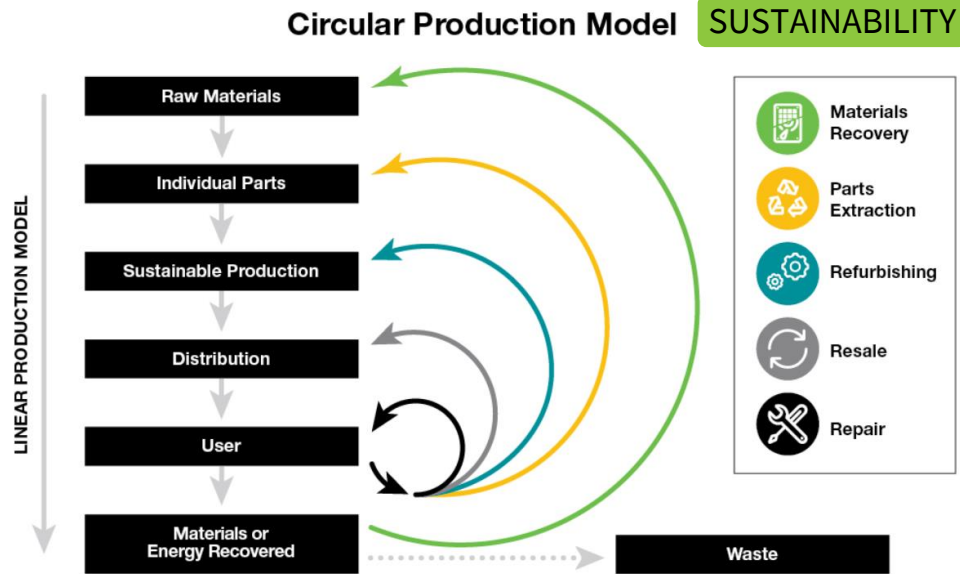 Circular Production Model
SUSTAINABILITY
LINEAR PRODUCTION MODEL
Raw Materials
Individual Parts
Sustainable Production
Distribution
User
Materials or
Energy Recovered
Waste
Materials
Recovery
Parts
Extraction
Refurbishing
Resale
Repair